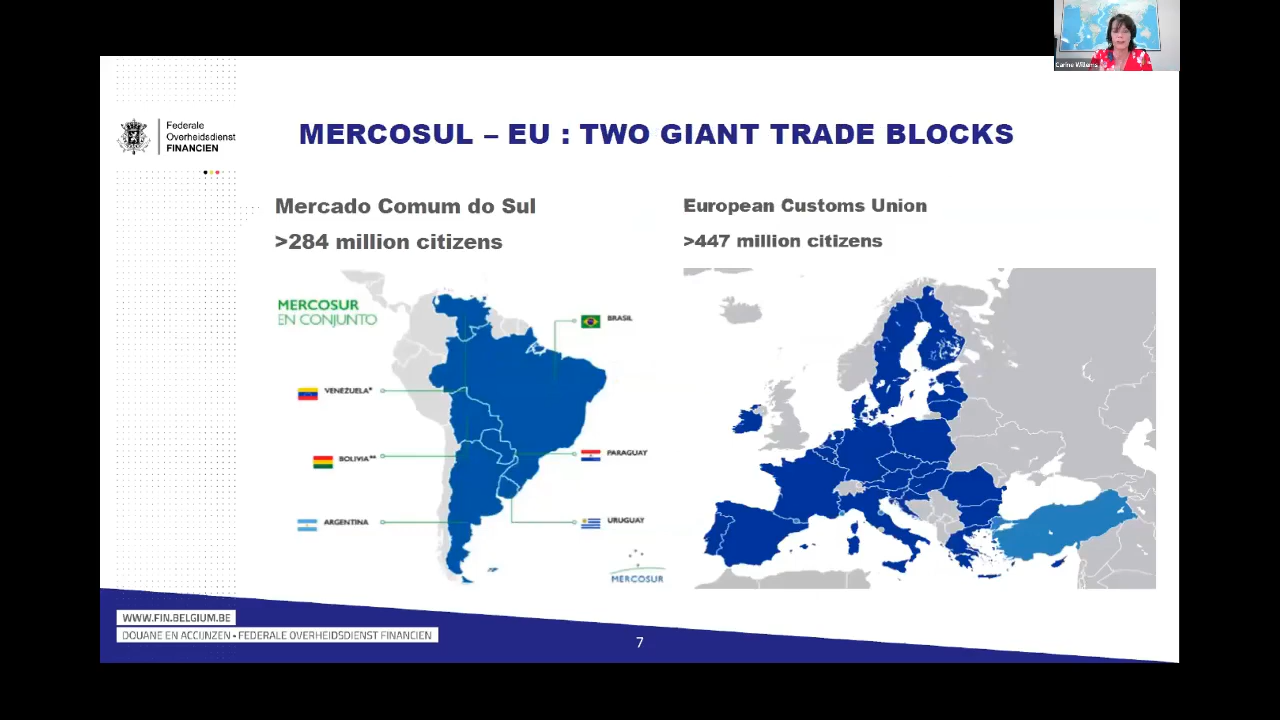 Carine Willems
Federale
Overheidsdienst
FINANCIEN
MERCOSUL – EU : TWO GIANT TRADE BLOCKS
Mercado Comum do Sul
>284 million citizens
European Customs Union
>447 million citizens
MERCOSUR
EN CONJUNTO
BRASIL
VENEZUELA*
BOLIVIA**
PARAGUAY
ARGENTINA
URUGUAY
MERCOSUR
WWW.FIN.BELGIUM.BE
DOUANE EN ACCIJNZEN • FEDERALE OVERHEIDSDIENST FINANCIEN
7